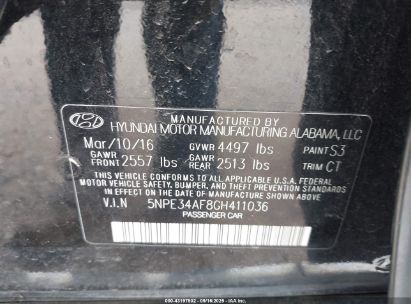 MANUFACTURED BY
HYUNDAI MOTOR MANUFACTURING ALABAMA, LLC
Mar/10/16 GVWR 4497 lbs PAINT S3
GAWR FRONT 2557 lbs GAWR REAR 2513 lbs TRIM CT
THIS VEHICLE CONFORMS TO ALL APPLICABLE U.S. FEDERAL
MOTOR VEHICLE SAFETY, BUMPER, AND THEFT PREVENTION STANDARDS
IN EFFECT ON THE DATE OF MANUFACTURE SHOWN ABOVE.
V.I.N 5NPE34AF8GH411036
PASSENGER CAR